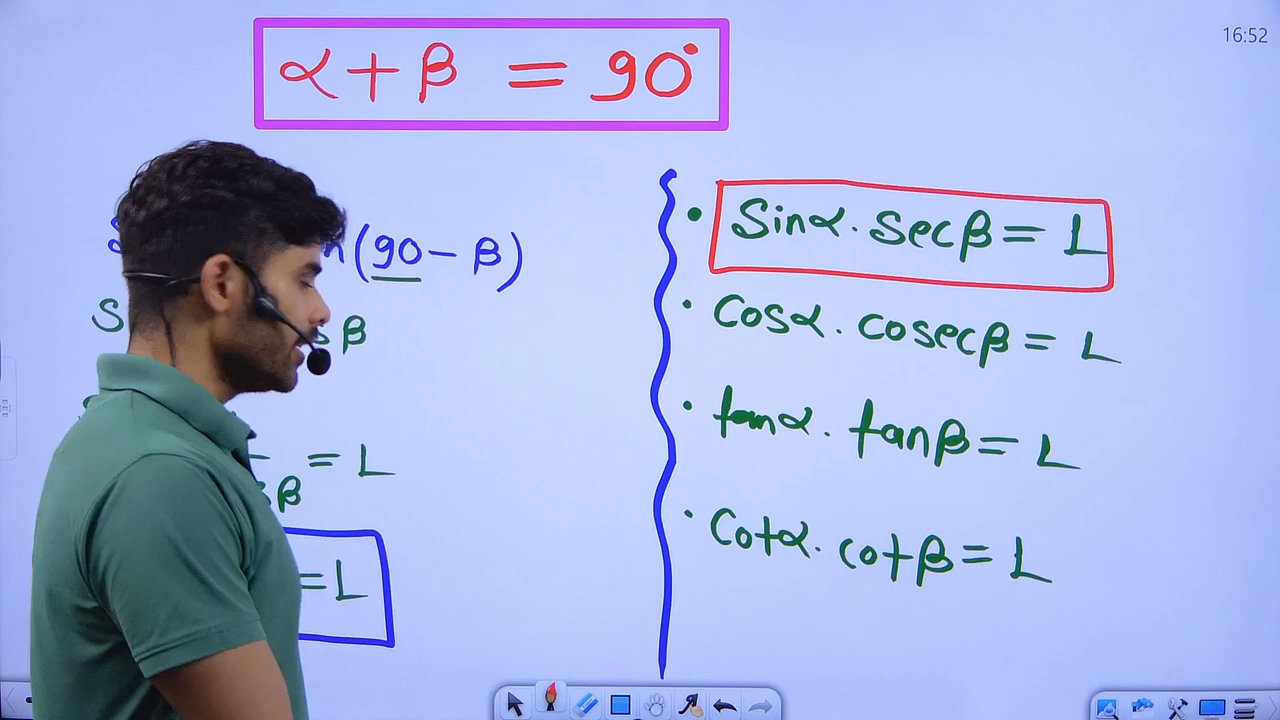 16:52
α + β = 90°
(90 - β)
β
= 1
β
= 1
• Sinα. Secβ = 1
• Cosα. Cosecβ = 1
• tanα. tanβ = 1
• Cotα. cotβ = 1